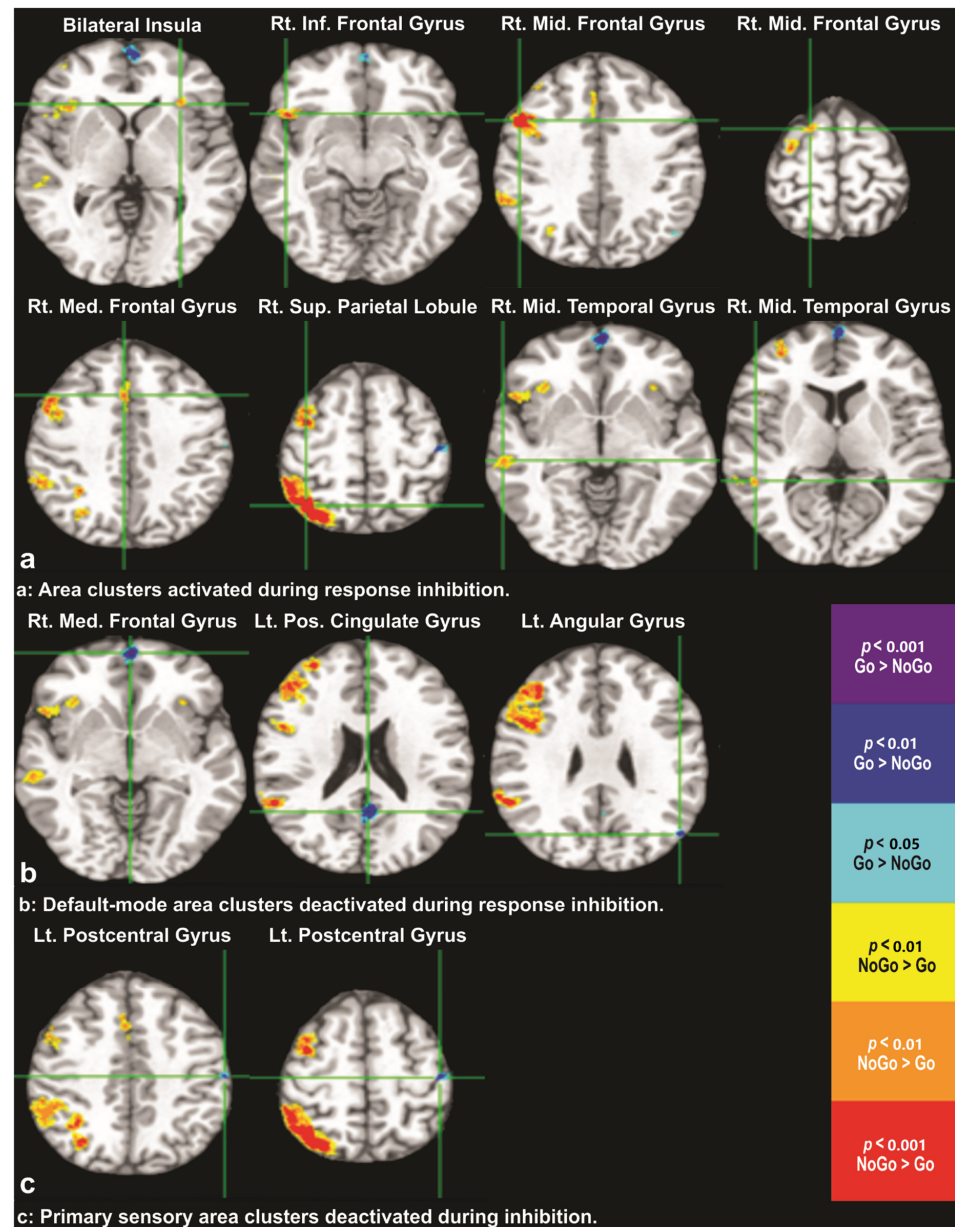 Bilateral Insula
Rt. Inf. Frontal Gyrus
Rt. Mid. Frontal Gyrus
Rt. Mid. Frontal Gyrus
Rt. Med. Frontal Gyrus
Rt. Sup. Parietal Lobule
Rt. Mid. Temporal Gyrus
Rt. Mid. Temporal Gyrus
a
a: Area clusters activated during response inhibition.
Rt. Med. Frontal Gyrus
Lt. Pos. Cingulate Gyrus
Lt. Angular Gyrus
b
b: Default-mode area clusters deactivated during response inhibition.
Lt. Postcentral Gyrus
Lt. Postcentral Gyrus
c
c: Primary sensory area clusters deactivated during inhibition.
p < 0.001
Go > NoGo
p < 0.01
Go > NoGo
p < 0.05
Go > NoGo
p < 0.01
NoGo > Go
p < 0.01
NoGo > Go
p < 0.001
NoGo > Go